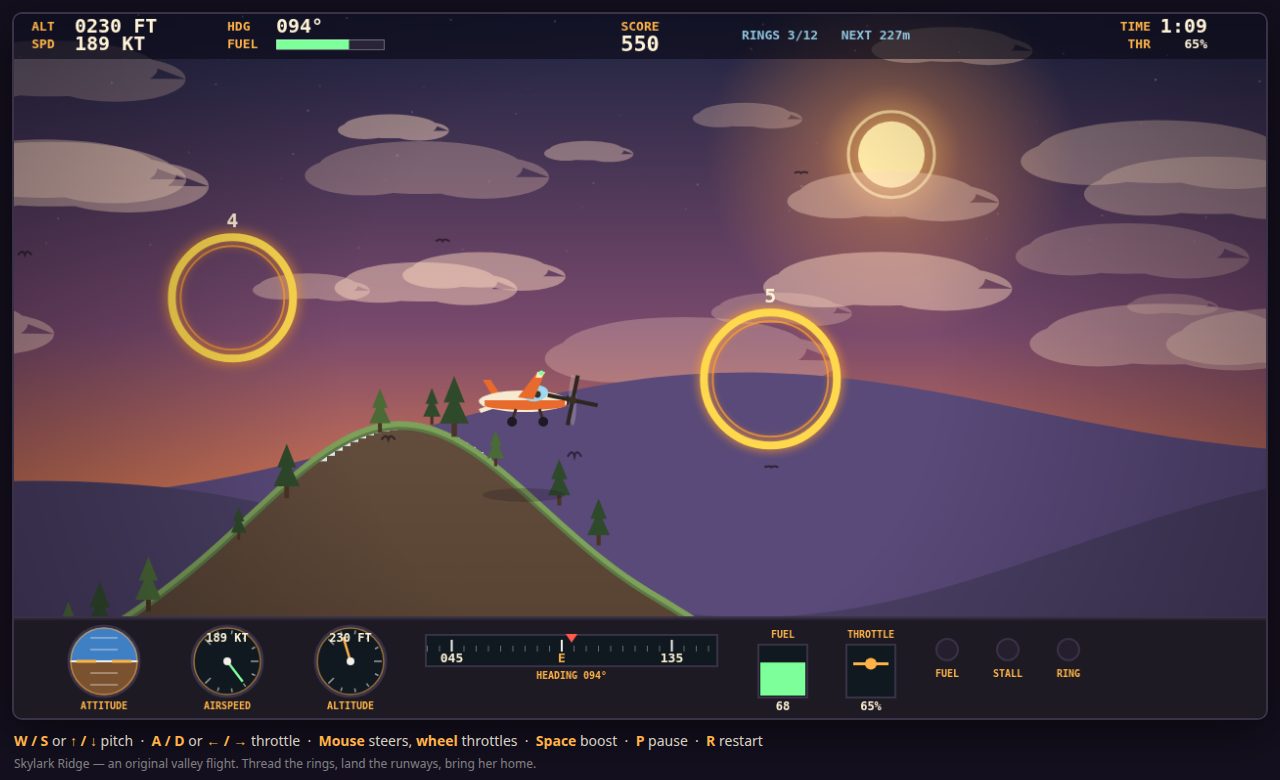 ALT 0230 FT
SPD 189 KT
HDG 094°
FUEL
SCORE
550
RINGS 3/12 NEXT 227m
TIME 1:09
THR 65%
4
5
189 KT
230 FT
045 E 135
HEADING 094°
ATTITUDE
AIRSPEED
ALTITUDE
FUEL
68
THROTTLE
65%
FUEL
STALL
RING
W / S or ↑ / ↓ pitch · A / D or ← / → throttle · Mouse steers, wheel throttles · Space boost · P pause · R restart
Skylark Ridge — an original valley flight. Thread the rings, land the runways, bring her home.